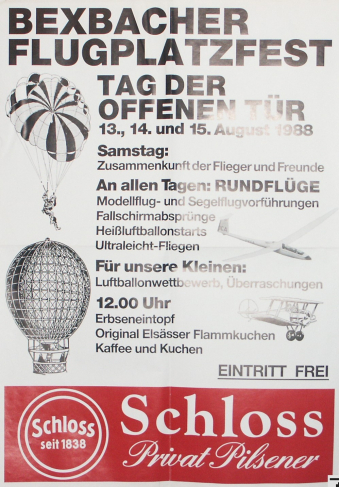 BEXBACHER
FLUGPLATZFEST
TAG DER
OFFENEN TÜR
13., 14. und 15. August 1988
Samstag:
Zusammenkunft der Flieger und Freunde
An allen Tagen: RUNDFLÜGE
Modellflug- und Segelflugvorführungen
Fallschirmabsprünge
Heißluftballonstarts
Ultraleicht-Fliegen
Für unsere Kleinen:
Luftballonwettbewerb, Überraschungen
12.00 Uhr
Erbseneintopf
Original Elsässer Flammkuchen
Kaffee und Kuchen
EINTRITT FREI
Schloss
seit 1838
Schloss
Privat Pilsener